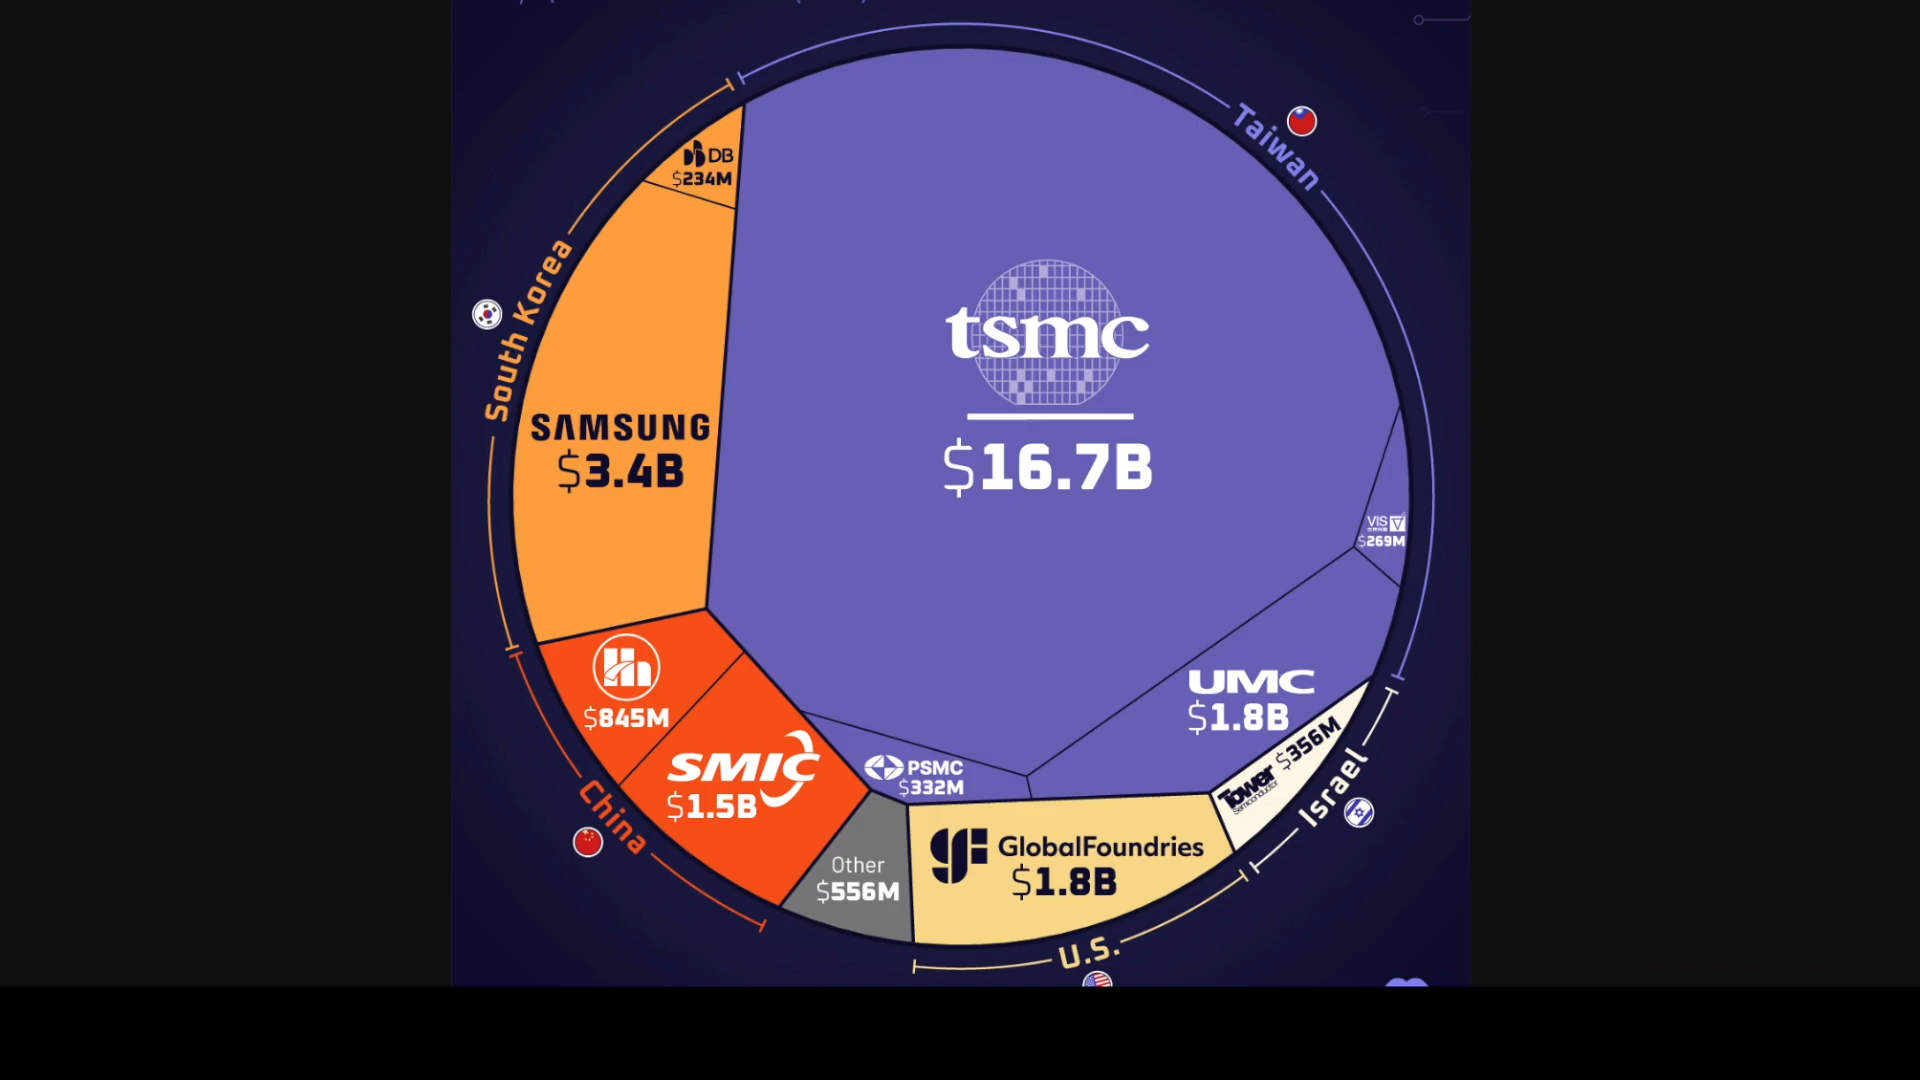 Taiwan
DB
$234M
South Korea
tsmc
$16.7B
SAMSUNG
$3.4B
VIS
$269M
$845M
SMIC
$1.5B
UMC
$1.8B
PSMC
$332M
Tower
Semiconductor
$356M
Israel
China
Other
$556M
GlobalFoundries
$1.8B
U.S.